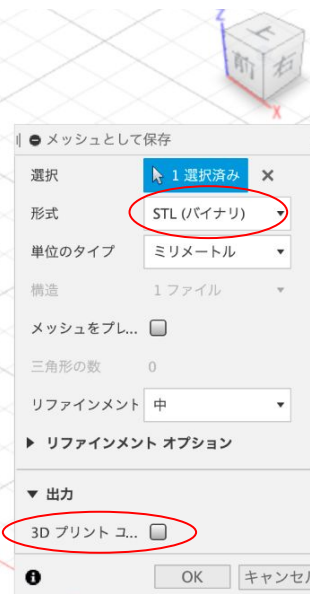 Z
上
前 右
X
メッシュとして保存
選択 1 選択済み
形式 STL (バイナリ)
単位のタイプ ミリメートル
構造 1 ファイル
メッシュをプレ...
三角形の数 0
リファインメント 中
リファインメント オプション
出力
3D プリント ユ...
OK キャンセル